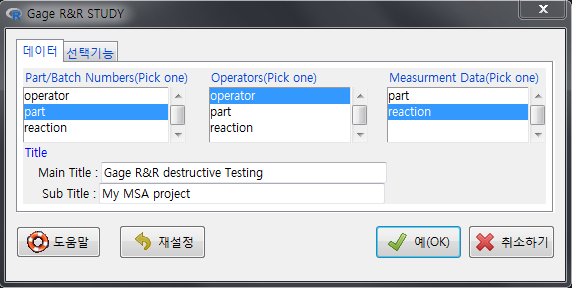 Gage R&R STUDY
데이터 선택기능
Part/Batch Numbers(Pick one) Operators(Pick one) Measurment Data(Pick one)
operator operator part
part part reaction
reaction reaction
Title
Main Title : Gage R&R destructive Testing
Sub Title : My MSA project
도움말 재설정 예(OK) 취소하기